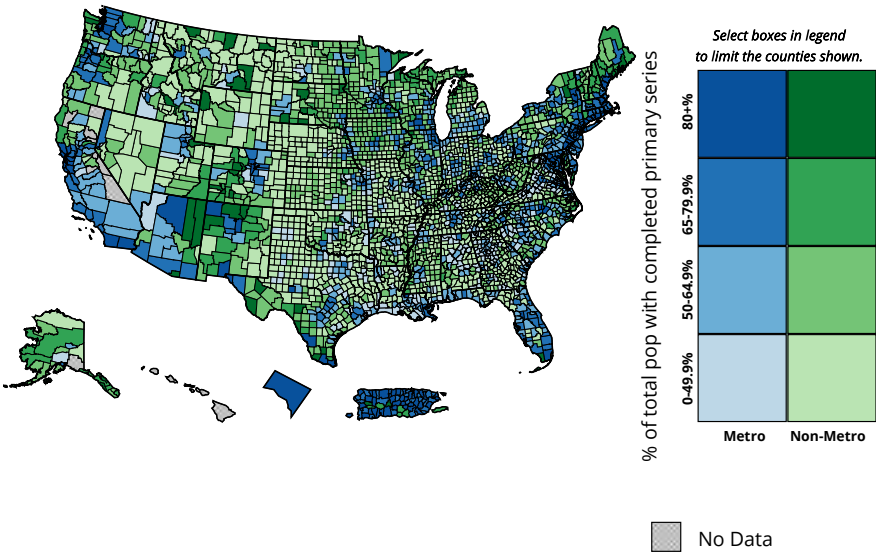 Select boxes in legend
to limit the counties shown.
% of total pop with completed primary series
80+%
65-79.9%
50-64.9%
0-49.9%
Metro Non-Metro
No Data